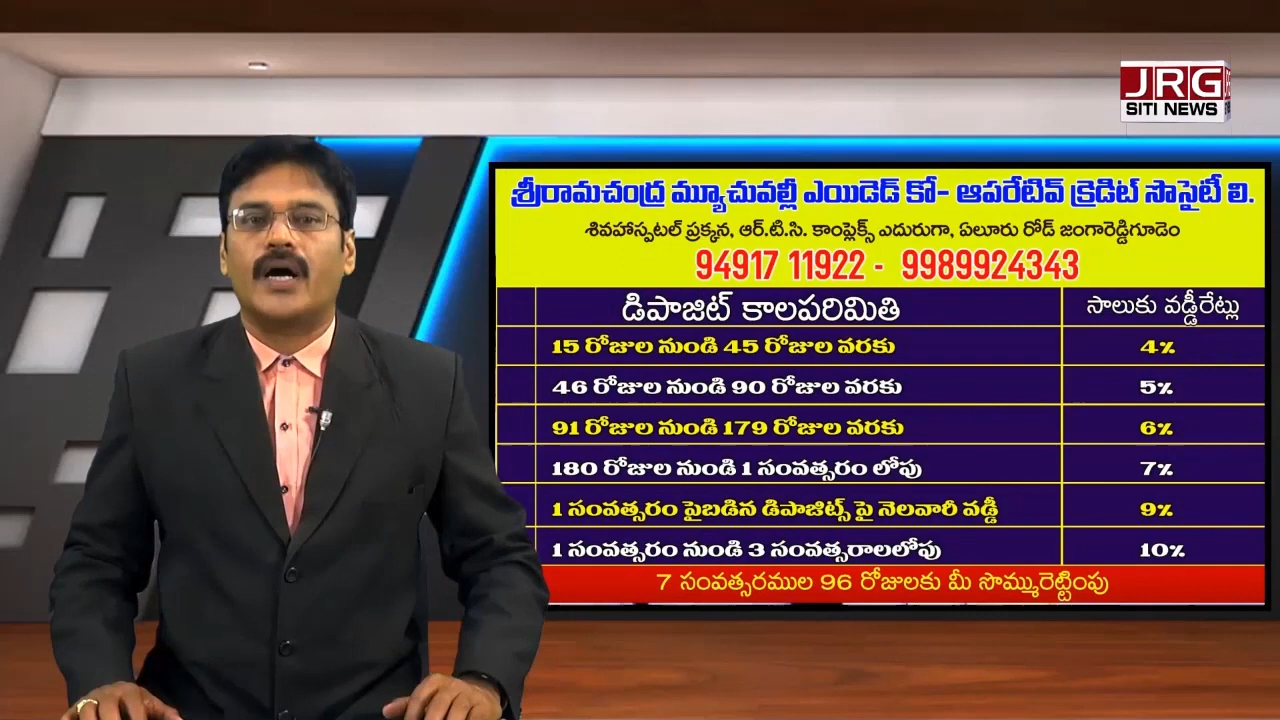 JRG
SITI NEWS
శ్రీరామచంద్ర మ్యూచువల్లీ ఎయిడెడ్ కో- ఆపరేటివ్ క్రెడిట్ సొసైటీ లి.
శివహాస్పటల్ ప్రక్కన, ఆర్.టి.సి. కాంప్లెక్స్ ఎదురుగా, ఏలూరు రోడ్ జంగారెడ్డిగూడెం
94917 11922 - 9989924343
డిపాజిట్ కాలపరిమితి సాలుకు వడ్డీరేట్లు
15 రోజుల నుండి 45 రోజుల వరకు 4%
46 రోజుల నుండి 90 రోజుల వరకు 5%
91 రోజుల నుండి 179 రోజుల వరకు 6%
180 రోజుల నుండి 1 సంవత్సరం లోపు 7%
1 సంవత్సరం పైబడిన డిపాజిట్స్ పై నెలవారీ వడ్డీ 9%
1 సంవత్సరం నుండి 3 సంవత్సరాలలోపు 10%
7 సంవత్సరముల 96 రోజులకు మీ సొమ్మురెట్టింపు